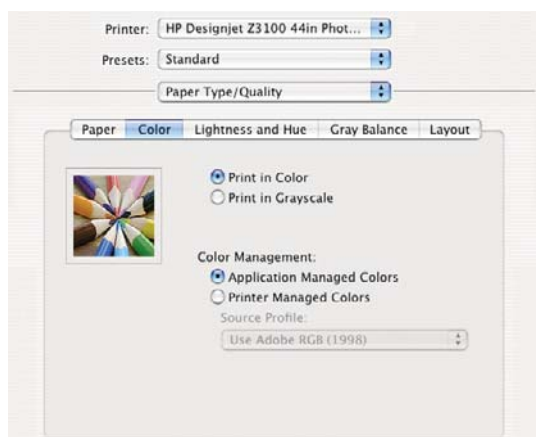 Printer: HP Designjet Z3100 44in Phot...
Presets: Standard
Paper Type/Quality
Paper Color Lightness and Hue Gray Balance Layout
Print in Color
Print in Grayscale
Color Management:
Application Managed Colors
Printer Managed Colors
Source Profile:
Use Adobe RGB (1998)